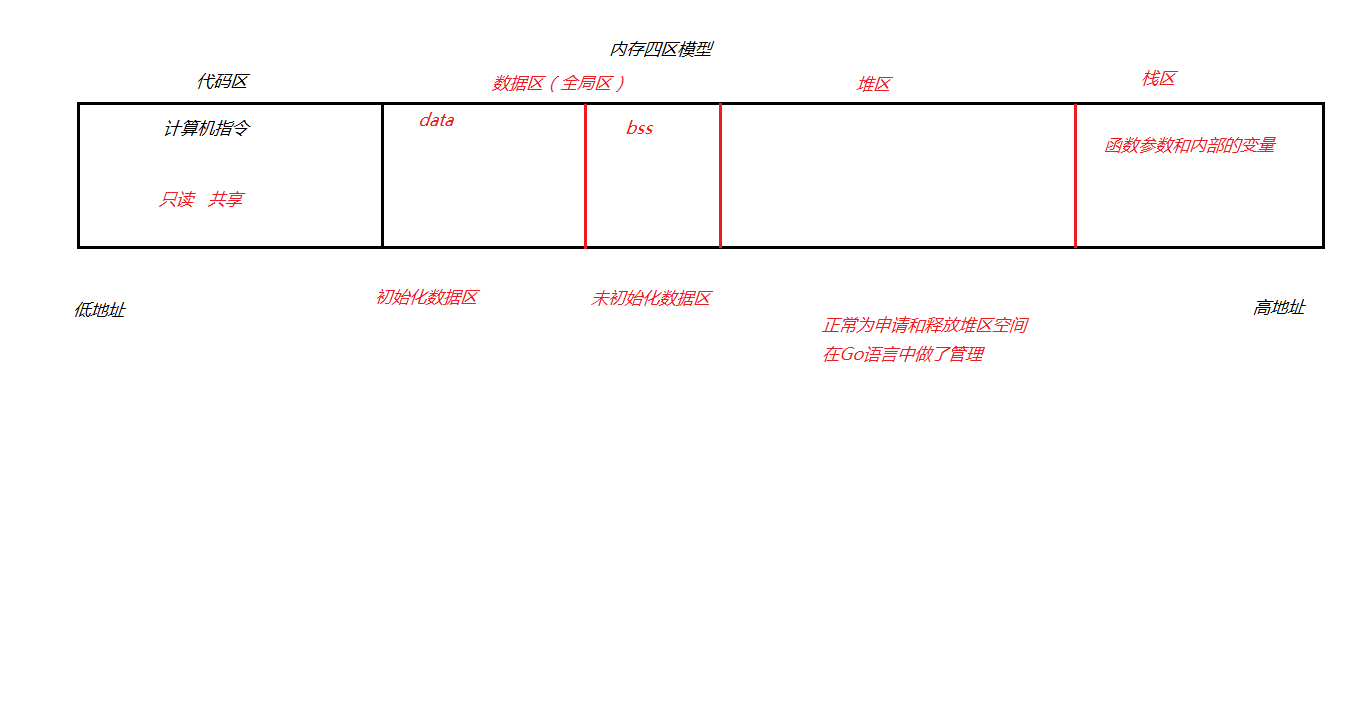 内存四区模型
代码区
数据区（全局区）
堆区
栈区
计算机指令
data
bss
函数参数和内部的变量
只读 共享
低地址
初始化数据区
未初始化数据区
高地址
正常为申请和释放堆区空间
在Go语言中做了管理